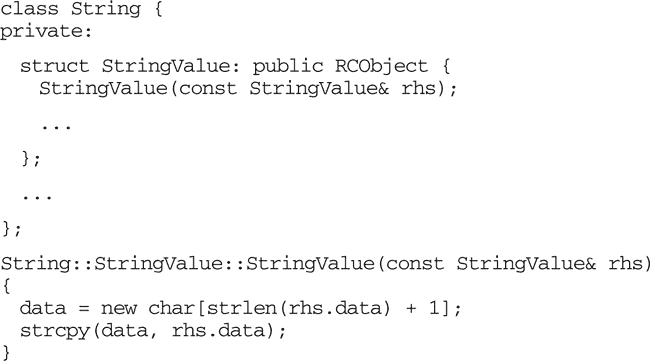 class String {
private:
  struct StringValue: public RCObject {
    StringValue(const StringValue& rhs);
    ...
  };
  ...
};
String::StringValue::StringValue(const StringValue& rhs)
{
  data = new char[strlen(rhs.data) + 1];
  strcpy(data, rhs.data);
}